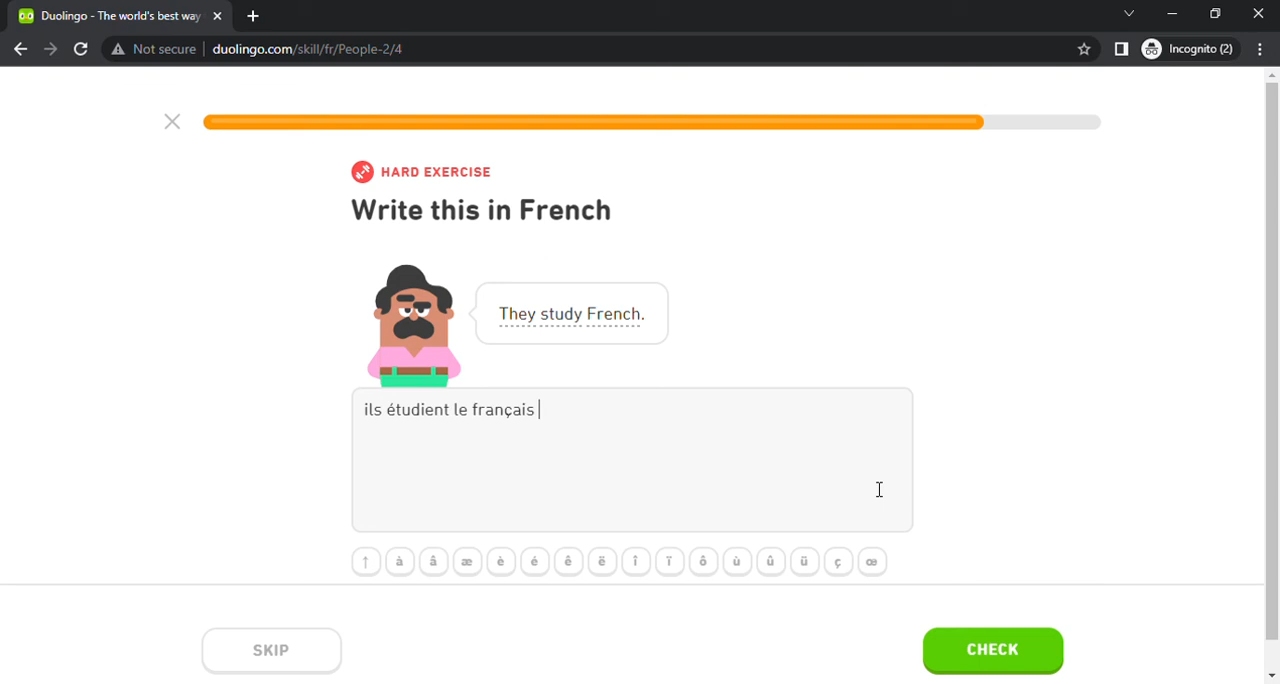 Duolingo - The world's best way
Not secure duolingo.com/skill/fr/People-2/4
Incognito (2)
HARD EXERCISE
Write this in French
They study French.
ils étudient le français
↑ à â æ è é ê ë î ï ô ù û ü ç œ
SKIP
CHECK